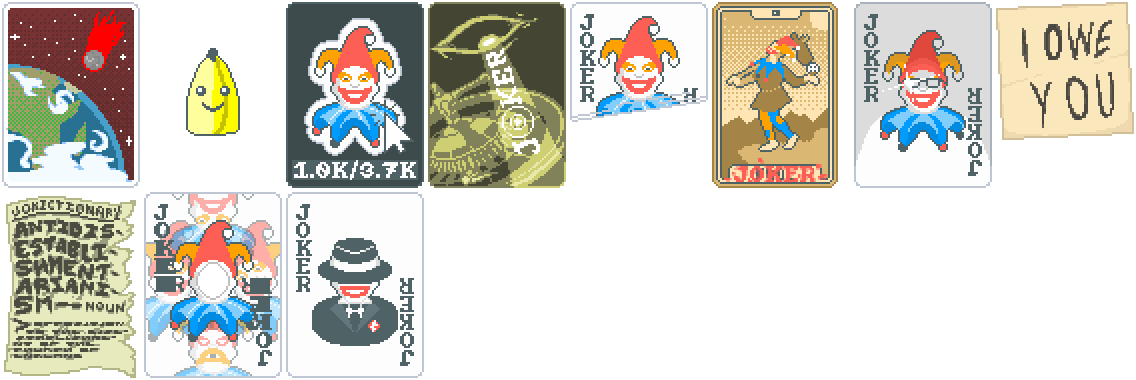 1.0K/3.7K
JOKER
JOKER
JOKER
JOKER
JOKER
I OWE
YOU
JOKICTIONARY
ANTIDIS-
ESTABLI-
SHMENT-
ARIANI-
SM--NOUN
JOKER
JOKER
JOKER
JOKER